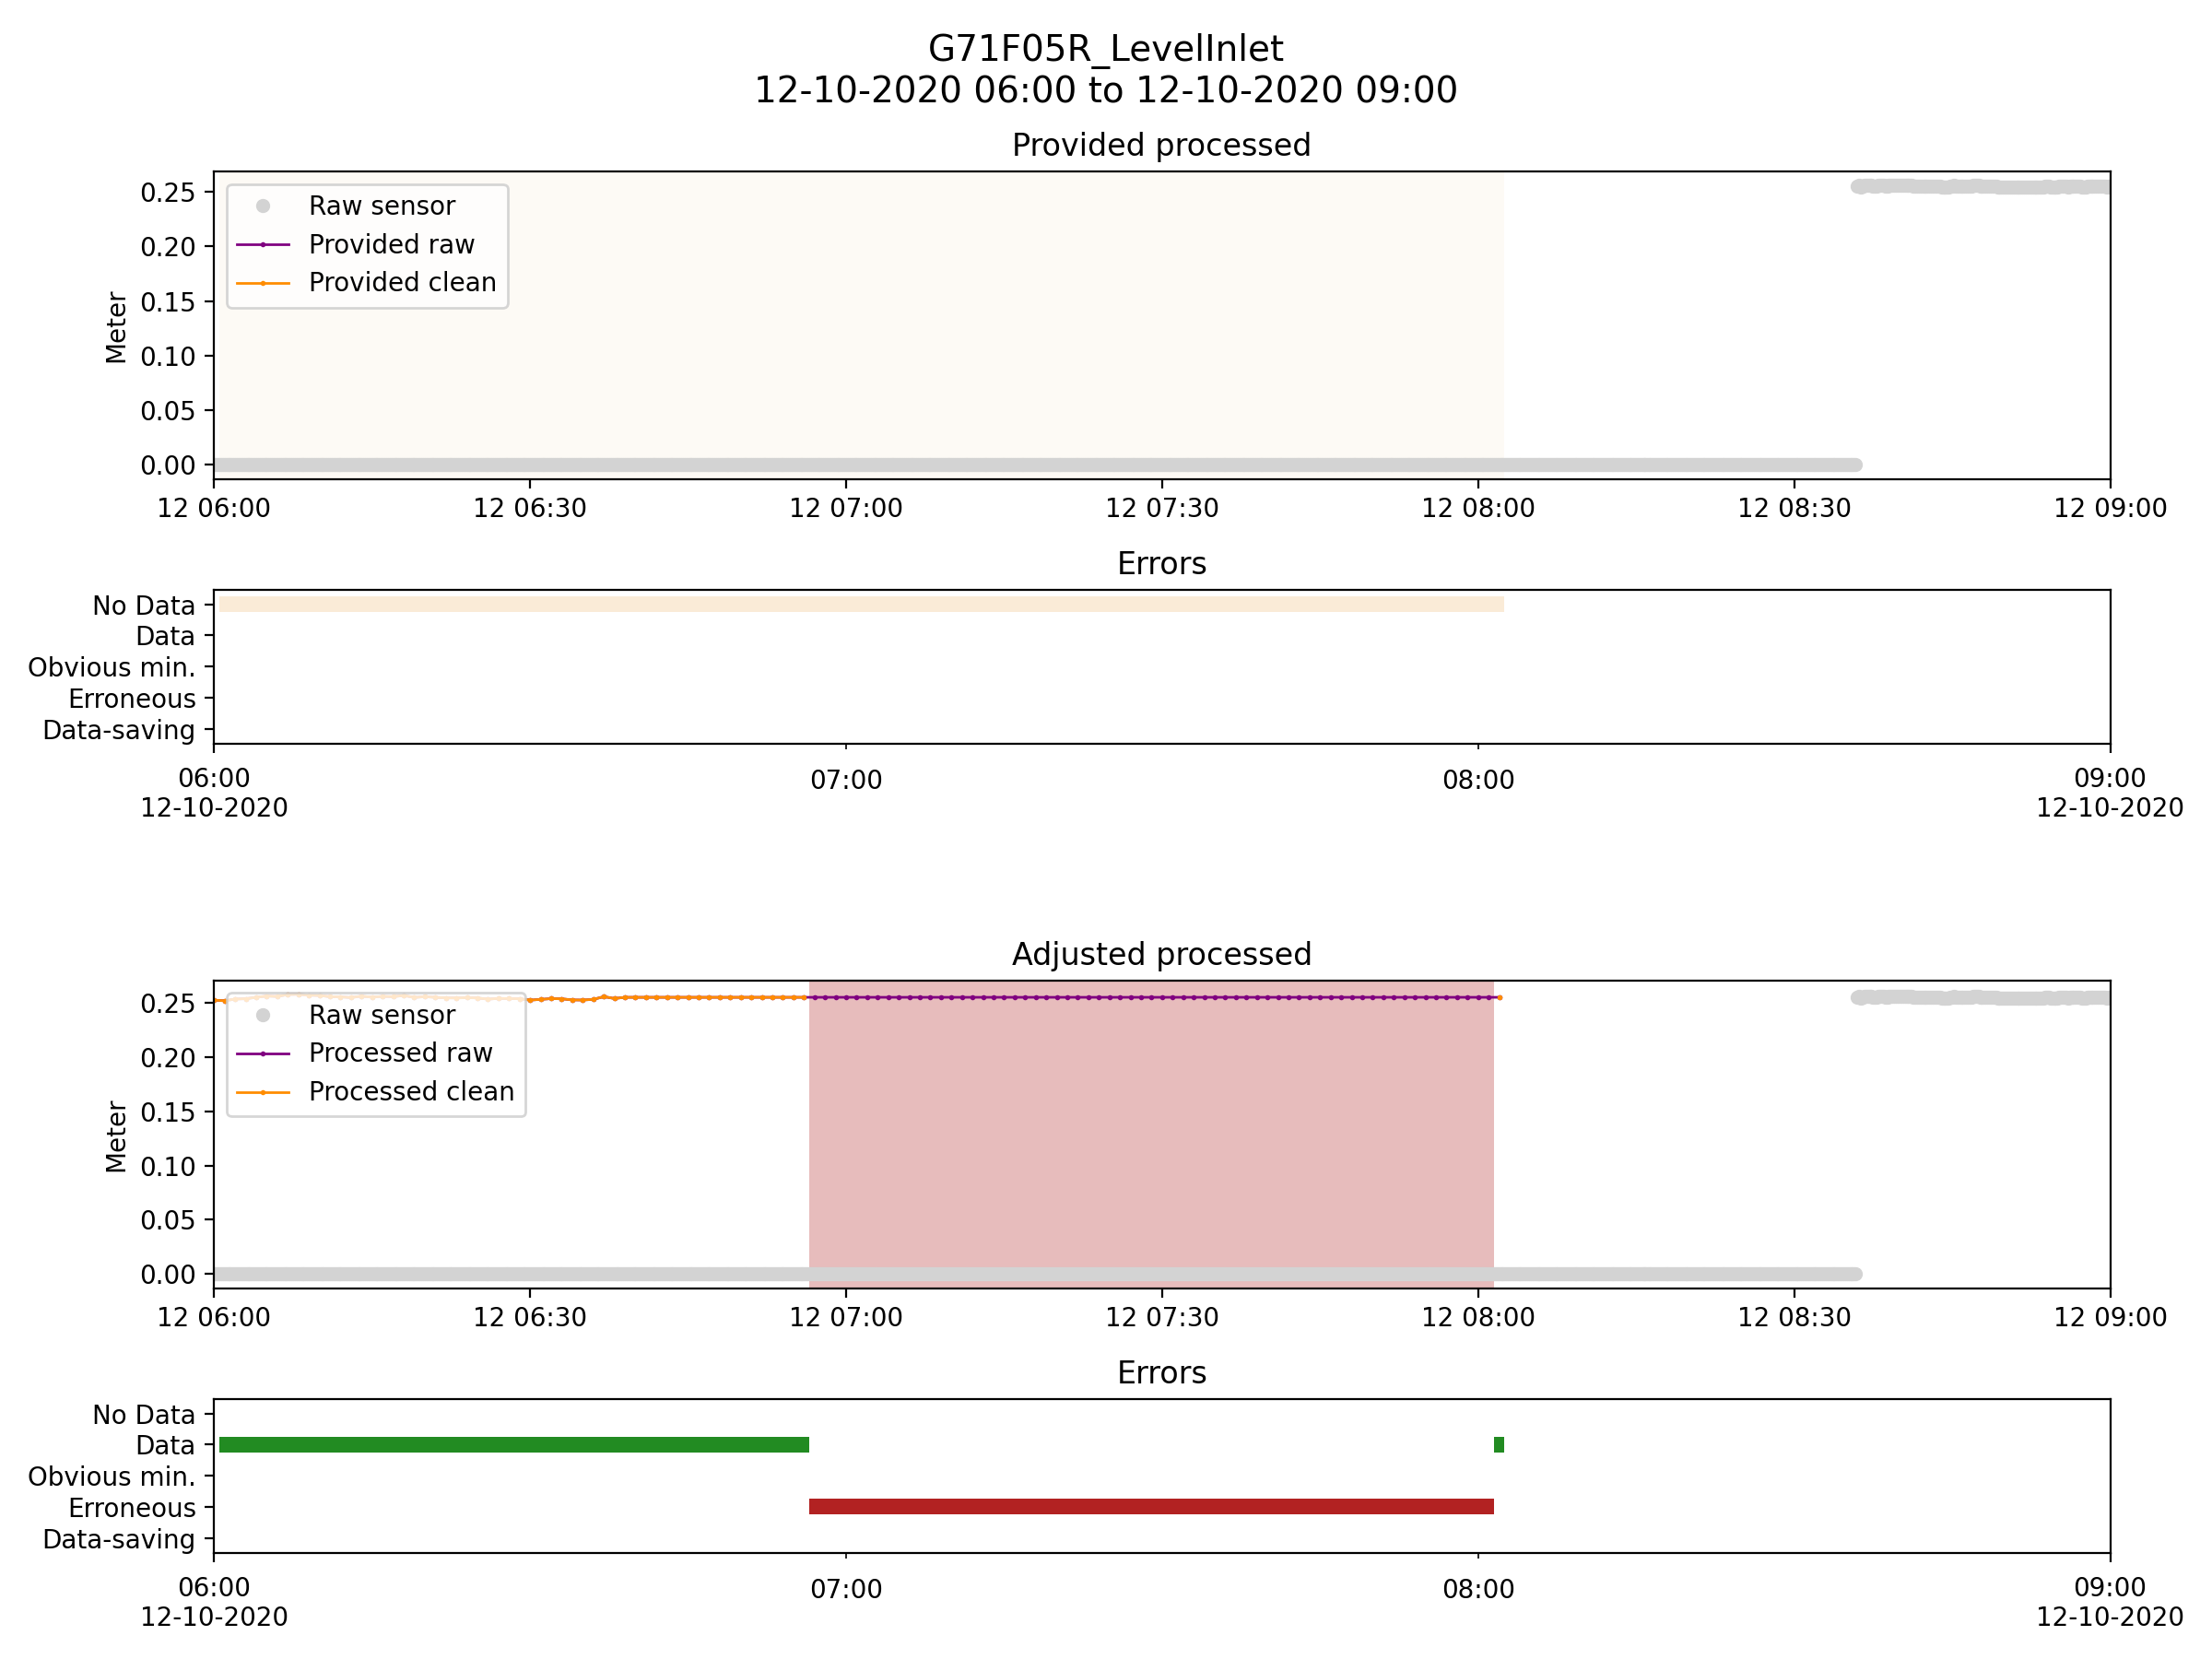 G71F05R_LevelInlet
12-10-2020 06:00 to 12-10-2020 09:00
Provided processed
Meter
0.25
0.20
0.15
0.10
0.05
0.00
Raw sensor
Provided raw
Provided clean
12 06:00 12 06:30 12 07:00 12 07:30 12 08:00 12 08:30 12 09:00
Errors
No Data
Data
Obvious min.
Erroneous
Data-saving
06:00 07:00 08:00 09:00
12-10-2020 12-10-2020
Adjusted processed
Meter
0.25
0.20
0.15
0.10
0.05
0.00
Raw sensor
Processed raw
Processed clean
12 06:00 12 06:30 12 07:00 12 07:30 12 08:00 12 08:30 12 09:00
Errors
No Data
Data
Obvious min.
Erroneous
Data-saving
06:00 07:00 08:00 09:00
12-10-2020 12-10-2020